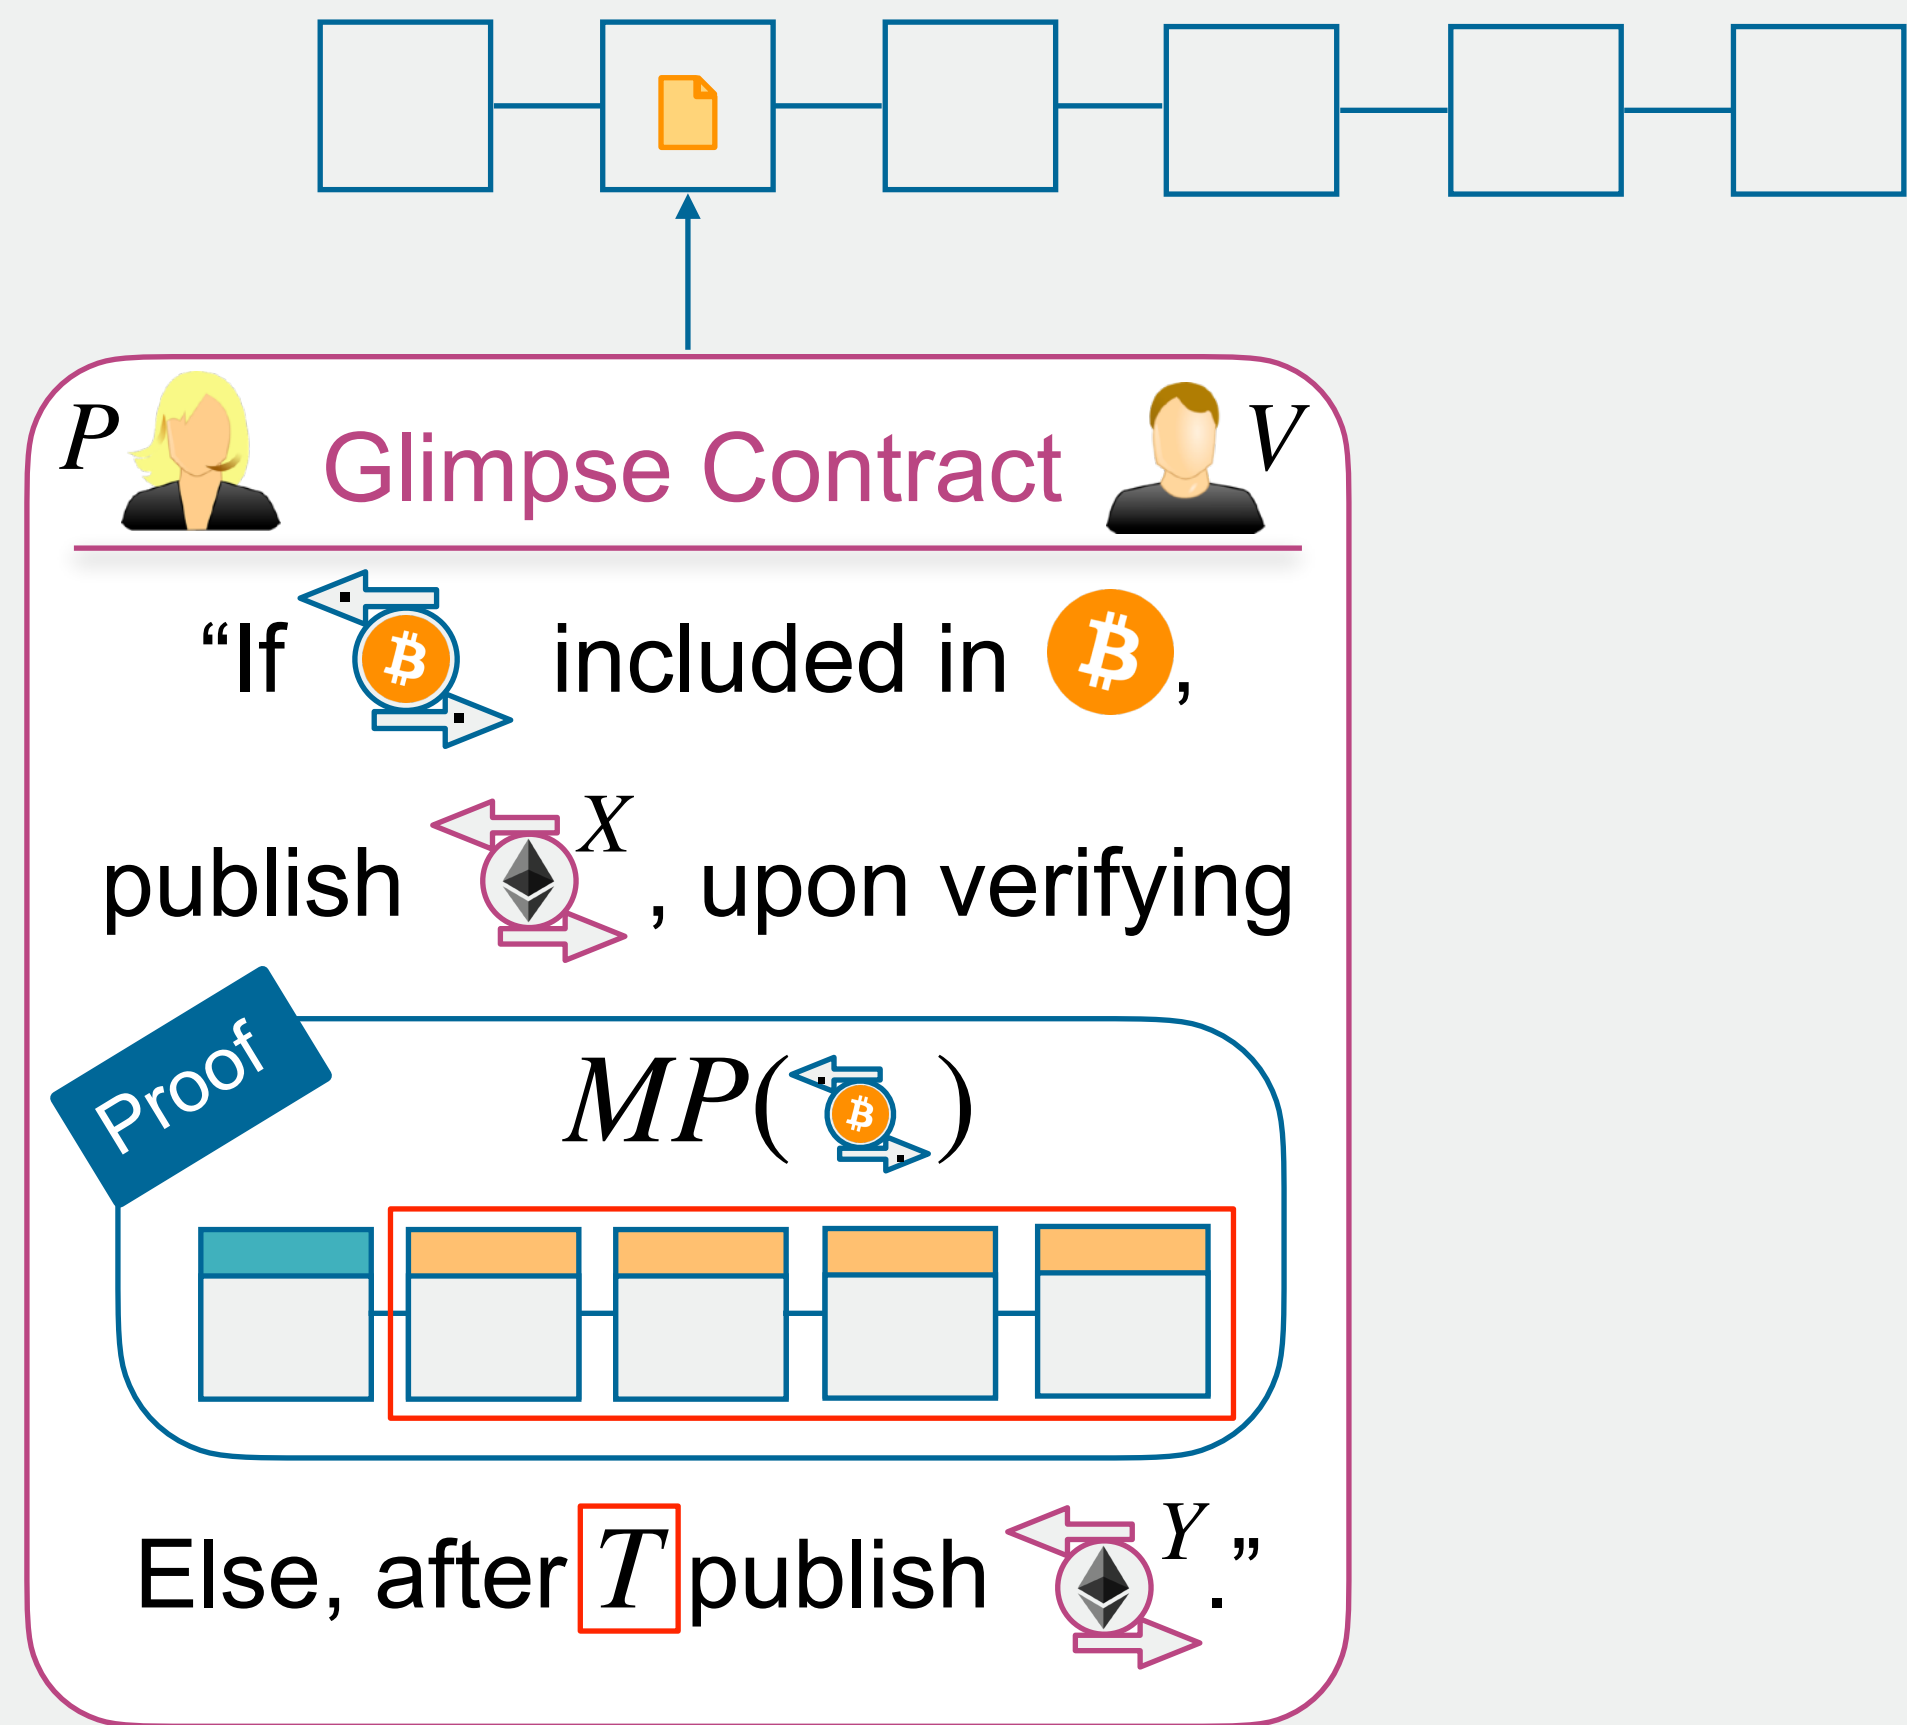 P Glimpse Contract V
“If included in ,
publish X , upon verifying
Proof
MP( )
Else, after T publish Y .”